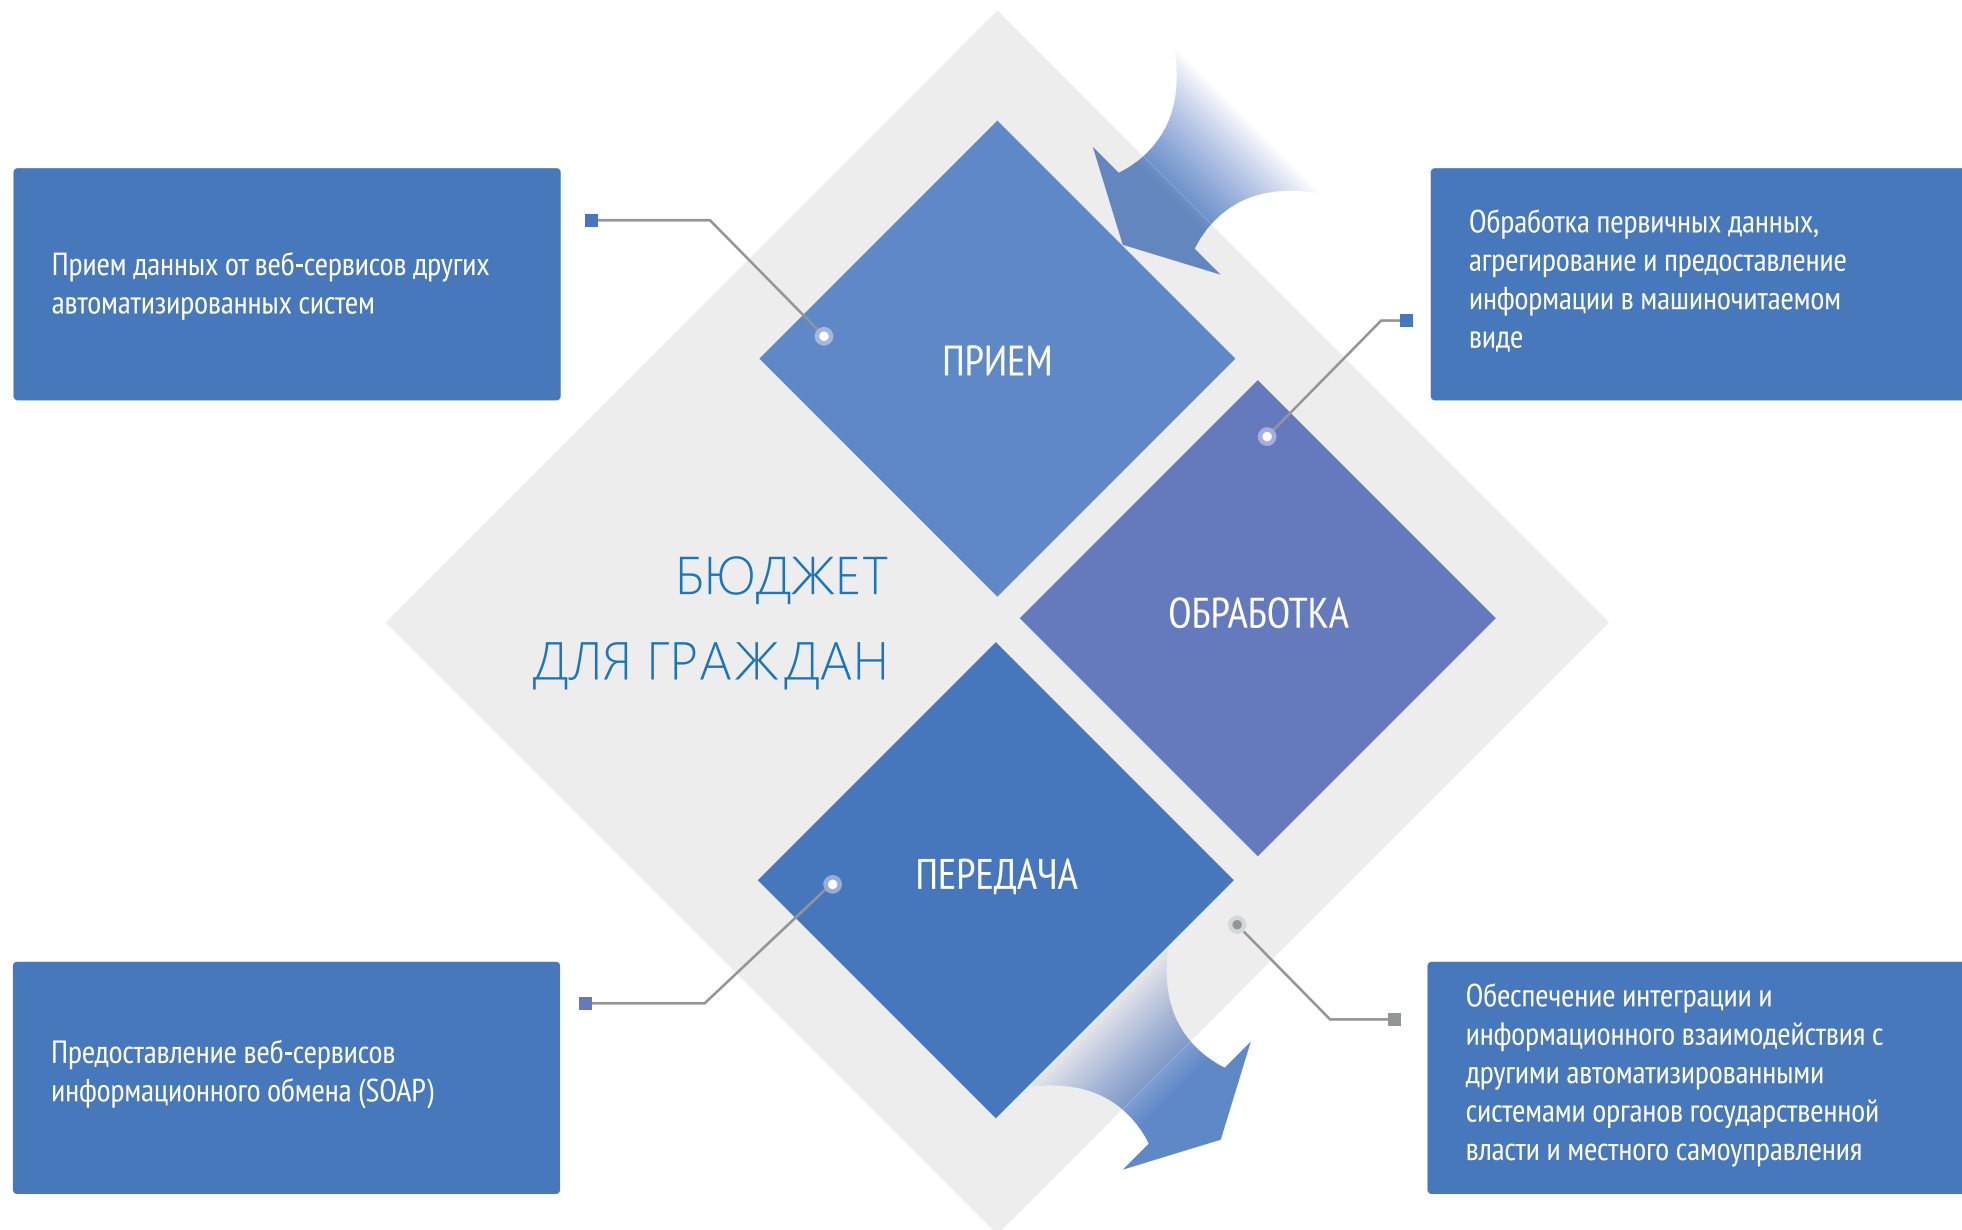 Прием данных от веб-сервисов других
автоматизированных систем
Обработка первичных данных,
агрегирование и предоставление
информации в машиночитаемом
виде
ПРИЕМ
БЮДЖЕТ
ДЛЯ ГРАЖДАН
ОБРАБОТКА
ПЕРЕДАЧА
Предоставление веб-сервисов
информационного обмена (SOAP)
Обеспечение интеграции и
информационного взаимодействия с
другими автоматизированными
системами органов государственной
власти и местного самоуправления